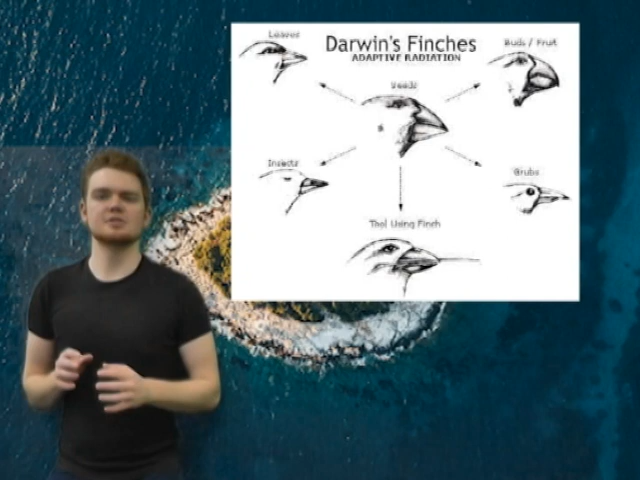 Darwin's Finches
ADAPTIVE RADIATION
Leaves
Buds / Fruit
Seeds
Insects
Grubs
Tool Using Finch